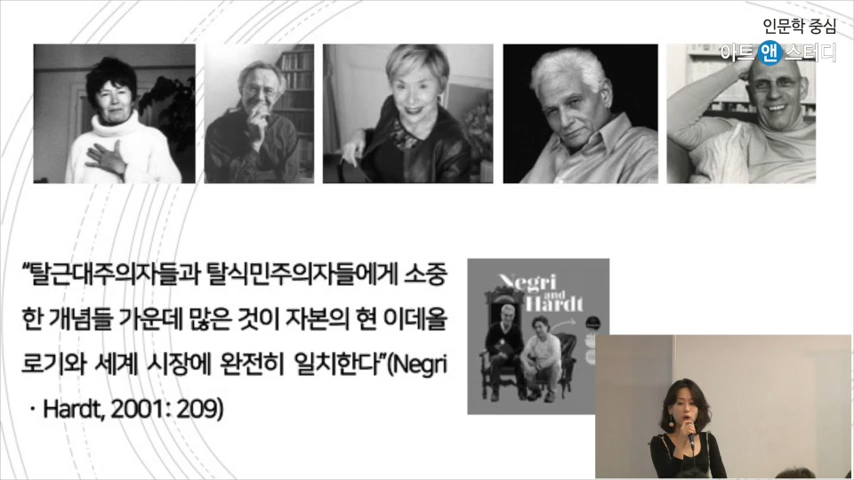 인문학 중심
아트 앤 스터디
“탈근대주의자들과 탈식민주의자들에게 소중
한 개념들 가운데 많은 것이 자본의 현 이데올
로기와 세계 시장에 완전히 일치한다”(Negri
· Hardt, 2001: 209)
Negri
and
Hardt